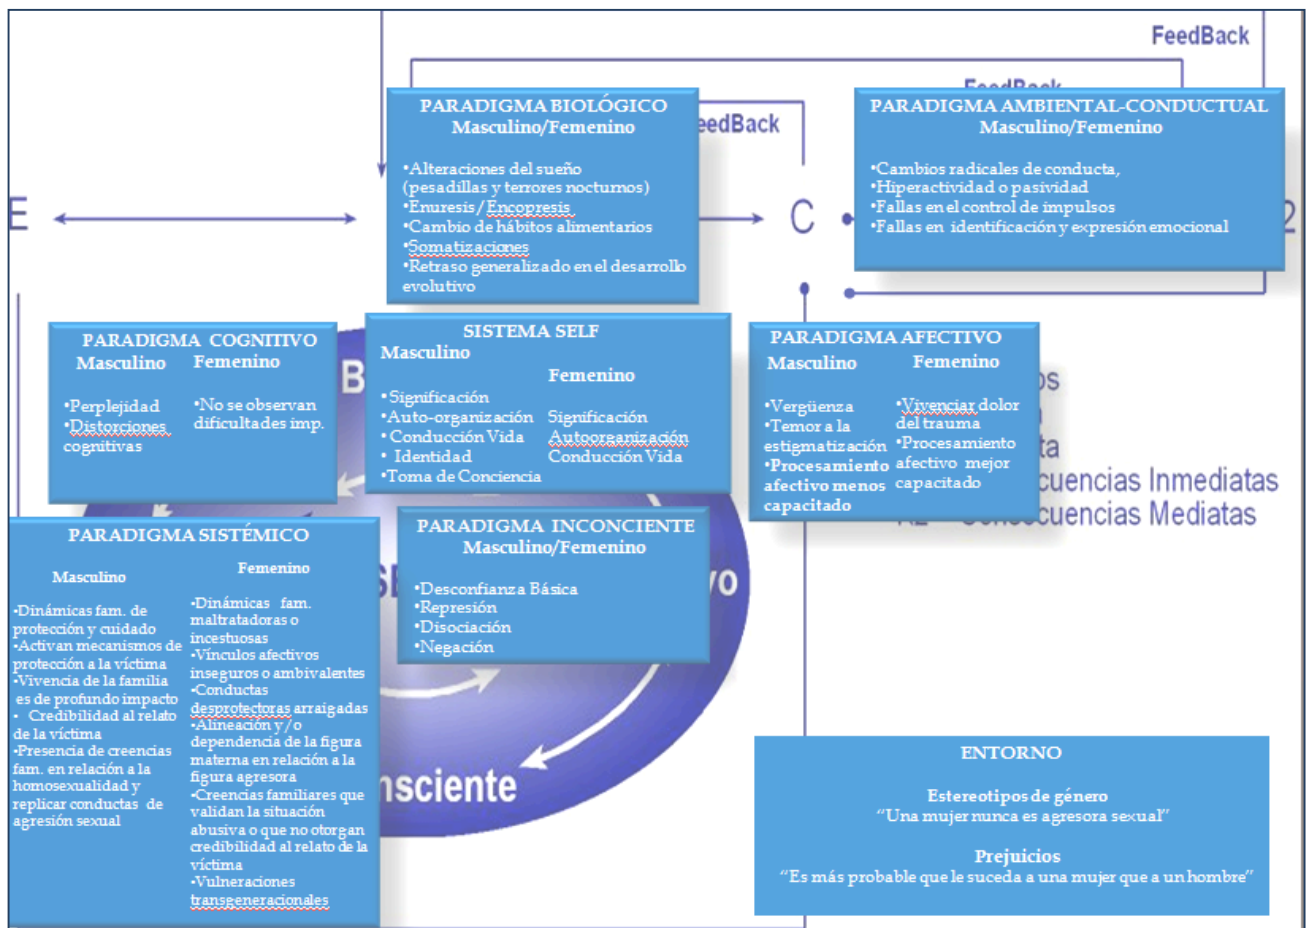 FeedBack
FeedBack
PARADIGMA BIOLÓGICO
Masculino/Femenino
•Alteraciones del sueño
(pesadillas y terrores nocturnos)
•Enuresis/Encopresis
•Cambio de hábitos alimentarios
•Somatizaciones
•Retraso generalizado en el desarrollo
evolutivo
eedBack
PARADIGMA AMBIENTAL-CONDUCTUAL
Masculino/Femenino
•Cambios radicales de conducta,
•Hiperactividad o pasividad
•Fallas en el control de impulsos
•Fallas en identificación y expresión emocional
E
C
2
PARADIGMA COGNITIVO
Masculino
•Perplejidad
•Distorciones
cognitivas
Femenino
•No se observan
dificultades imp.
B
SISTEMA SELF
Masculino
•Significación
•Auto-organización
•Conducción Vida
• Identidad
•Toma de Conciencia
Femenino
Significación
Autoorganización
Conducción Vida
PARADIGMA AFECTIVO
Masculino
•Vergüenza
•Temor a la
estigmatización
•Procesamiento
afectivo menos
capacitado
Femenino
•Vivenciar dolor
del trauma
•Procesamiento
afectivo mejor
capacitado
os
ta
cuencias Inmediatas
Consecuencias Mediatas
PARADIGMA SISTÉMICO
Masculino
•Dinámicas fam. de
protección y cuidado
•Activan mecanismos de
protección a la víctima
•Vivencia de la familia
es de profundo impacto
• Credibilidad al relato
de la víctima
•Presencia de creencias
fam. en relación a la
homosexualidad y
replicar conductas de
agresión sexual
Femenino
•Dinámicas fam.
maltratadoras o
incestuosas
•Vínculos afectivos
inseguros o ambivalentes
•Conductas
desprotectoras arraigadas
•Alineación y/o
dependencia de la figura
materna en relación a la
figura agresora
•Creencias familiares que
validan la situación
abusiva o que no otorgan
credibilidad al relato de la
víctima
•Vulneraciones
transgeneracionales
PARADIGMA INCONCIENTE
Masculino/Femenino
•Desconfianza Básica
•Represión
•Disociación
•Negación
vo
nsciente
ENTORNO
Estereotipos de género
“Una mujer nunca es agresora sexual”
Prejuicios
“Es más probable que le suceda a una mujer que a un hombre”